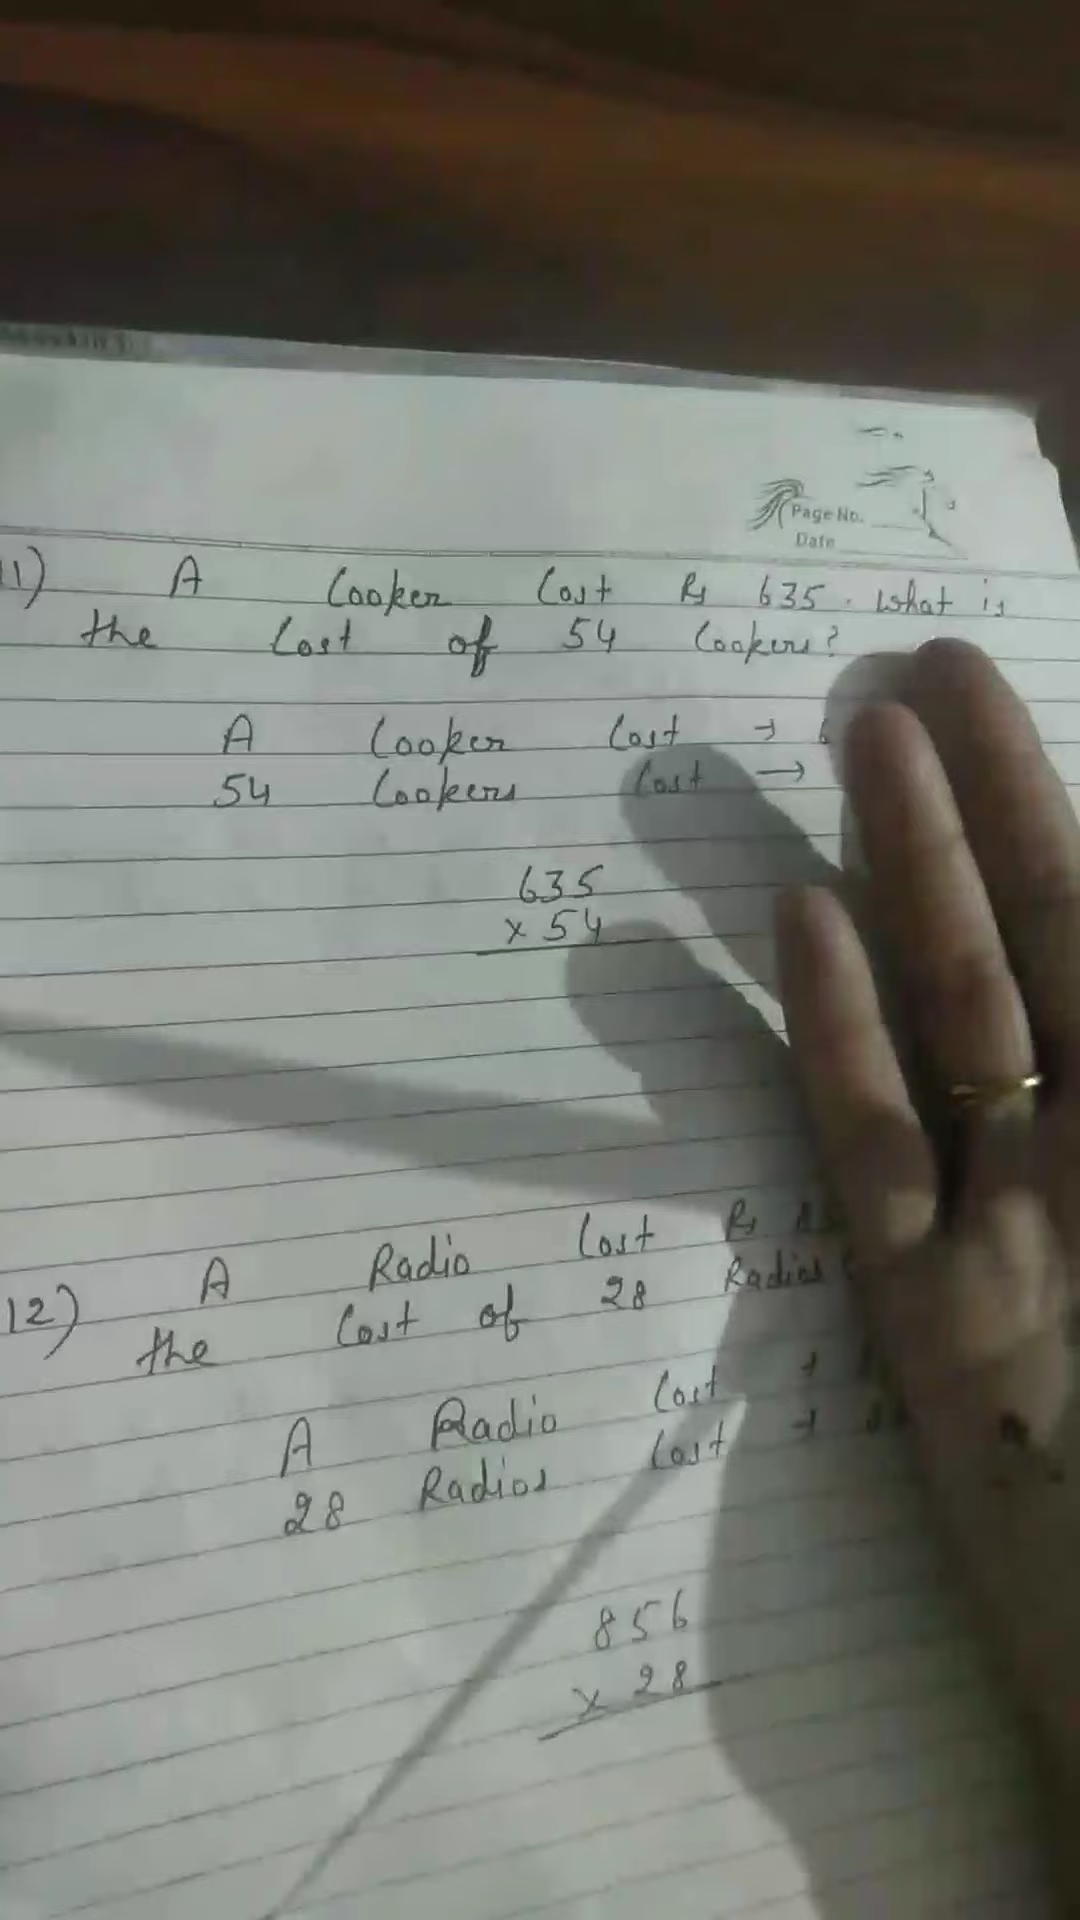 Page No.
Date
11) A Cooker Cost Rs 635. What is
the Cost of 54 Cookers?
A Cooker Cost → 6
54 Cookers Cost →
635
× 54
12) A Radio Cost Rs
the Cost of 28 Radios
A Radio Cost →
28 Radios Cost →
856
× 28